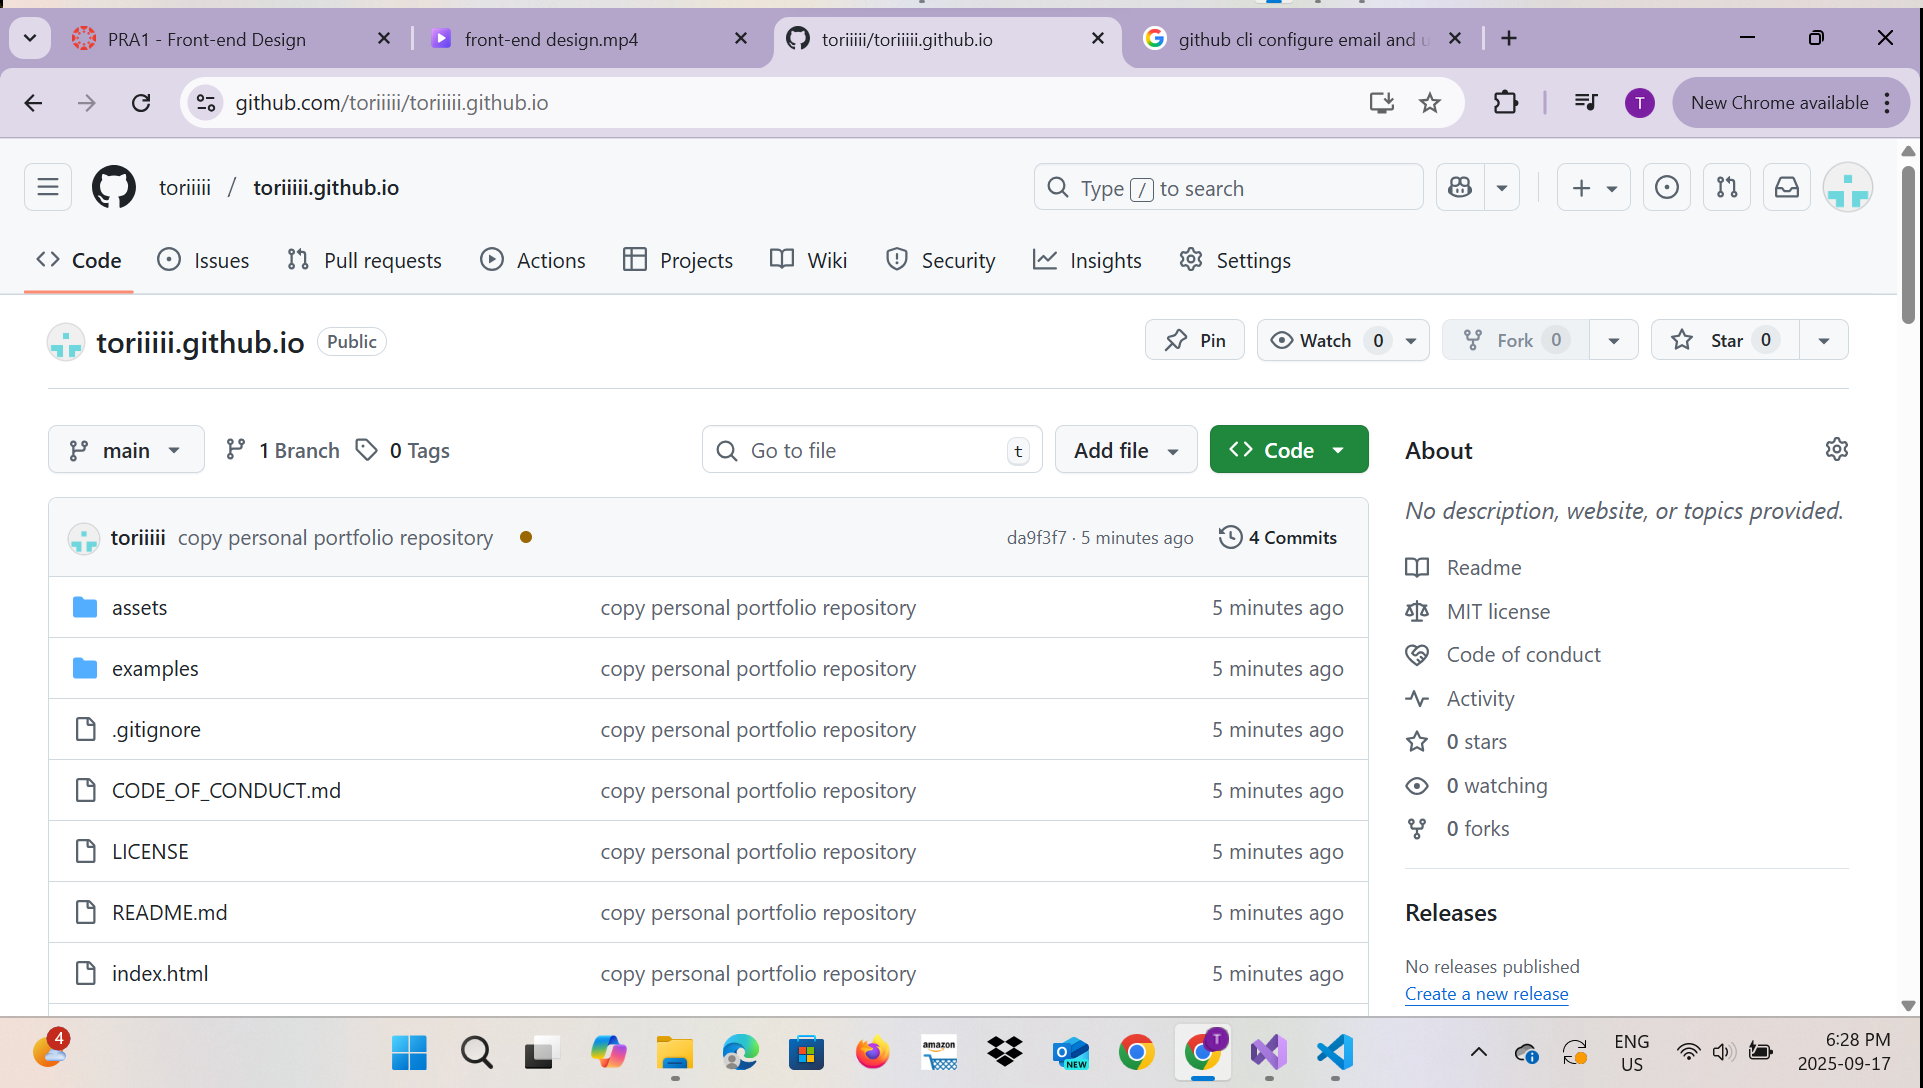 PRA1 - Front-end Design
front-end design.mp4
toriiiii/toriiiii.github.io
github cli configure email and u
github.com/toriiiii/toriiiii.github.io
T
New Chrome available
toriiiii / toriiiii.github.io
Type / to search
Code
Issues
Pull requests
Actions
Projects
Wiki
Security
Insights
Settings
toriiiii.github.io
Public
Pin
Watch 0
Fork 0
Star 0
main
1 Branch
0 Tags
Go to file
t
Add file
Code
toriiiii copy personal portfolio repository
da9f3f7 · 5 minutes ago
4 Commits
assets copy personal portfolio repository 5 minutes ago
examples copy personal portfolio repository 5 minutes ago
.gitignore copy personal portfolio repository 5 minutes ago
CODE_OF_CONDUCT.md copy personal portfolio repository 5 minutes ago
LICENSE copy personal portfolio repository 5 minutes ago
README.md copy personal portfolio repository 5 minutes ago
index.html copy personal portfolio repository 5 minutes ago
About
No description, website, or topics provided.
Readme
MIT license
Code of conduct
Activity
0 stars
0 watching
0 forks
Releases
No releases published
Create a new release
4
amazon
NEW
T
ENG
US
6:28 PM
2025-09-17